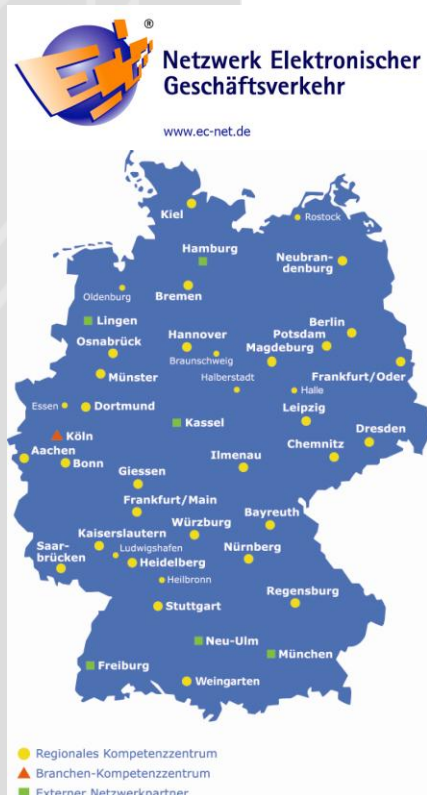 ®
Netzwerk Elektronischer
Geschäftsverkehr
www.ec-net.de
Kiel
Rostock
Hamburg
Neubran-
denburg
Oldenburg
Bremen
Lingen
Osnabrück
Hannover
Braunschweig
Berlin
Potsdam
Magdeburg
Münster
Halberstadt
Frankfurt/Oder
Essen
Dortmund
Halle
Leipzig
Kassel
Köln
Dresden
Aachen
Bonn
Ilmenau
Chemnitz
Giessen
Frankfurt/Main
Bayreuth
Würzburg
Kaiserslautern
Saar-
brücken
Ludwigshafen
Heidelberg
Nürnberg
Heilbronn
Regensburg
Stuttgart
Neu-Ulm
München
Freiburg
Weingarten
Regionales Kompetenzzentrum
Branchen-Kompetenzzentrum
Externer Netzwerkpartner